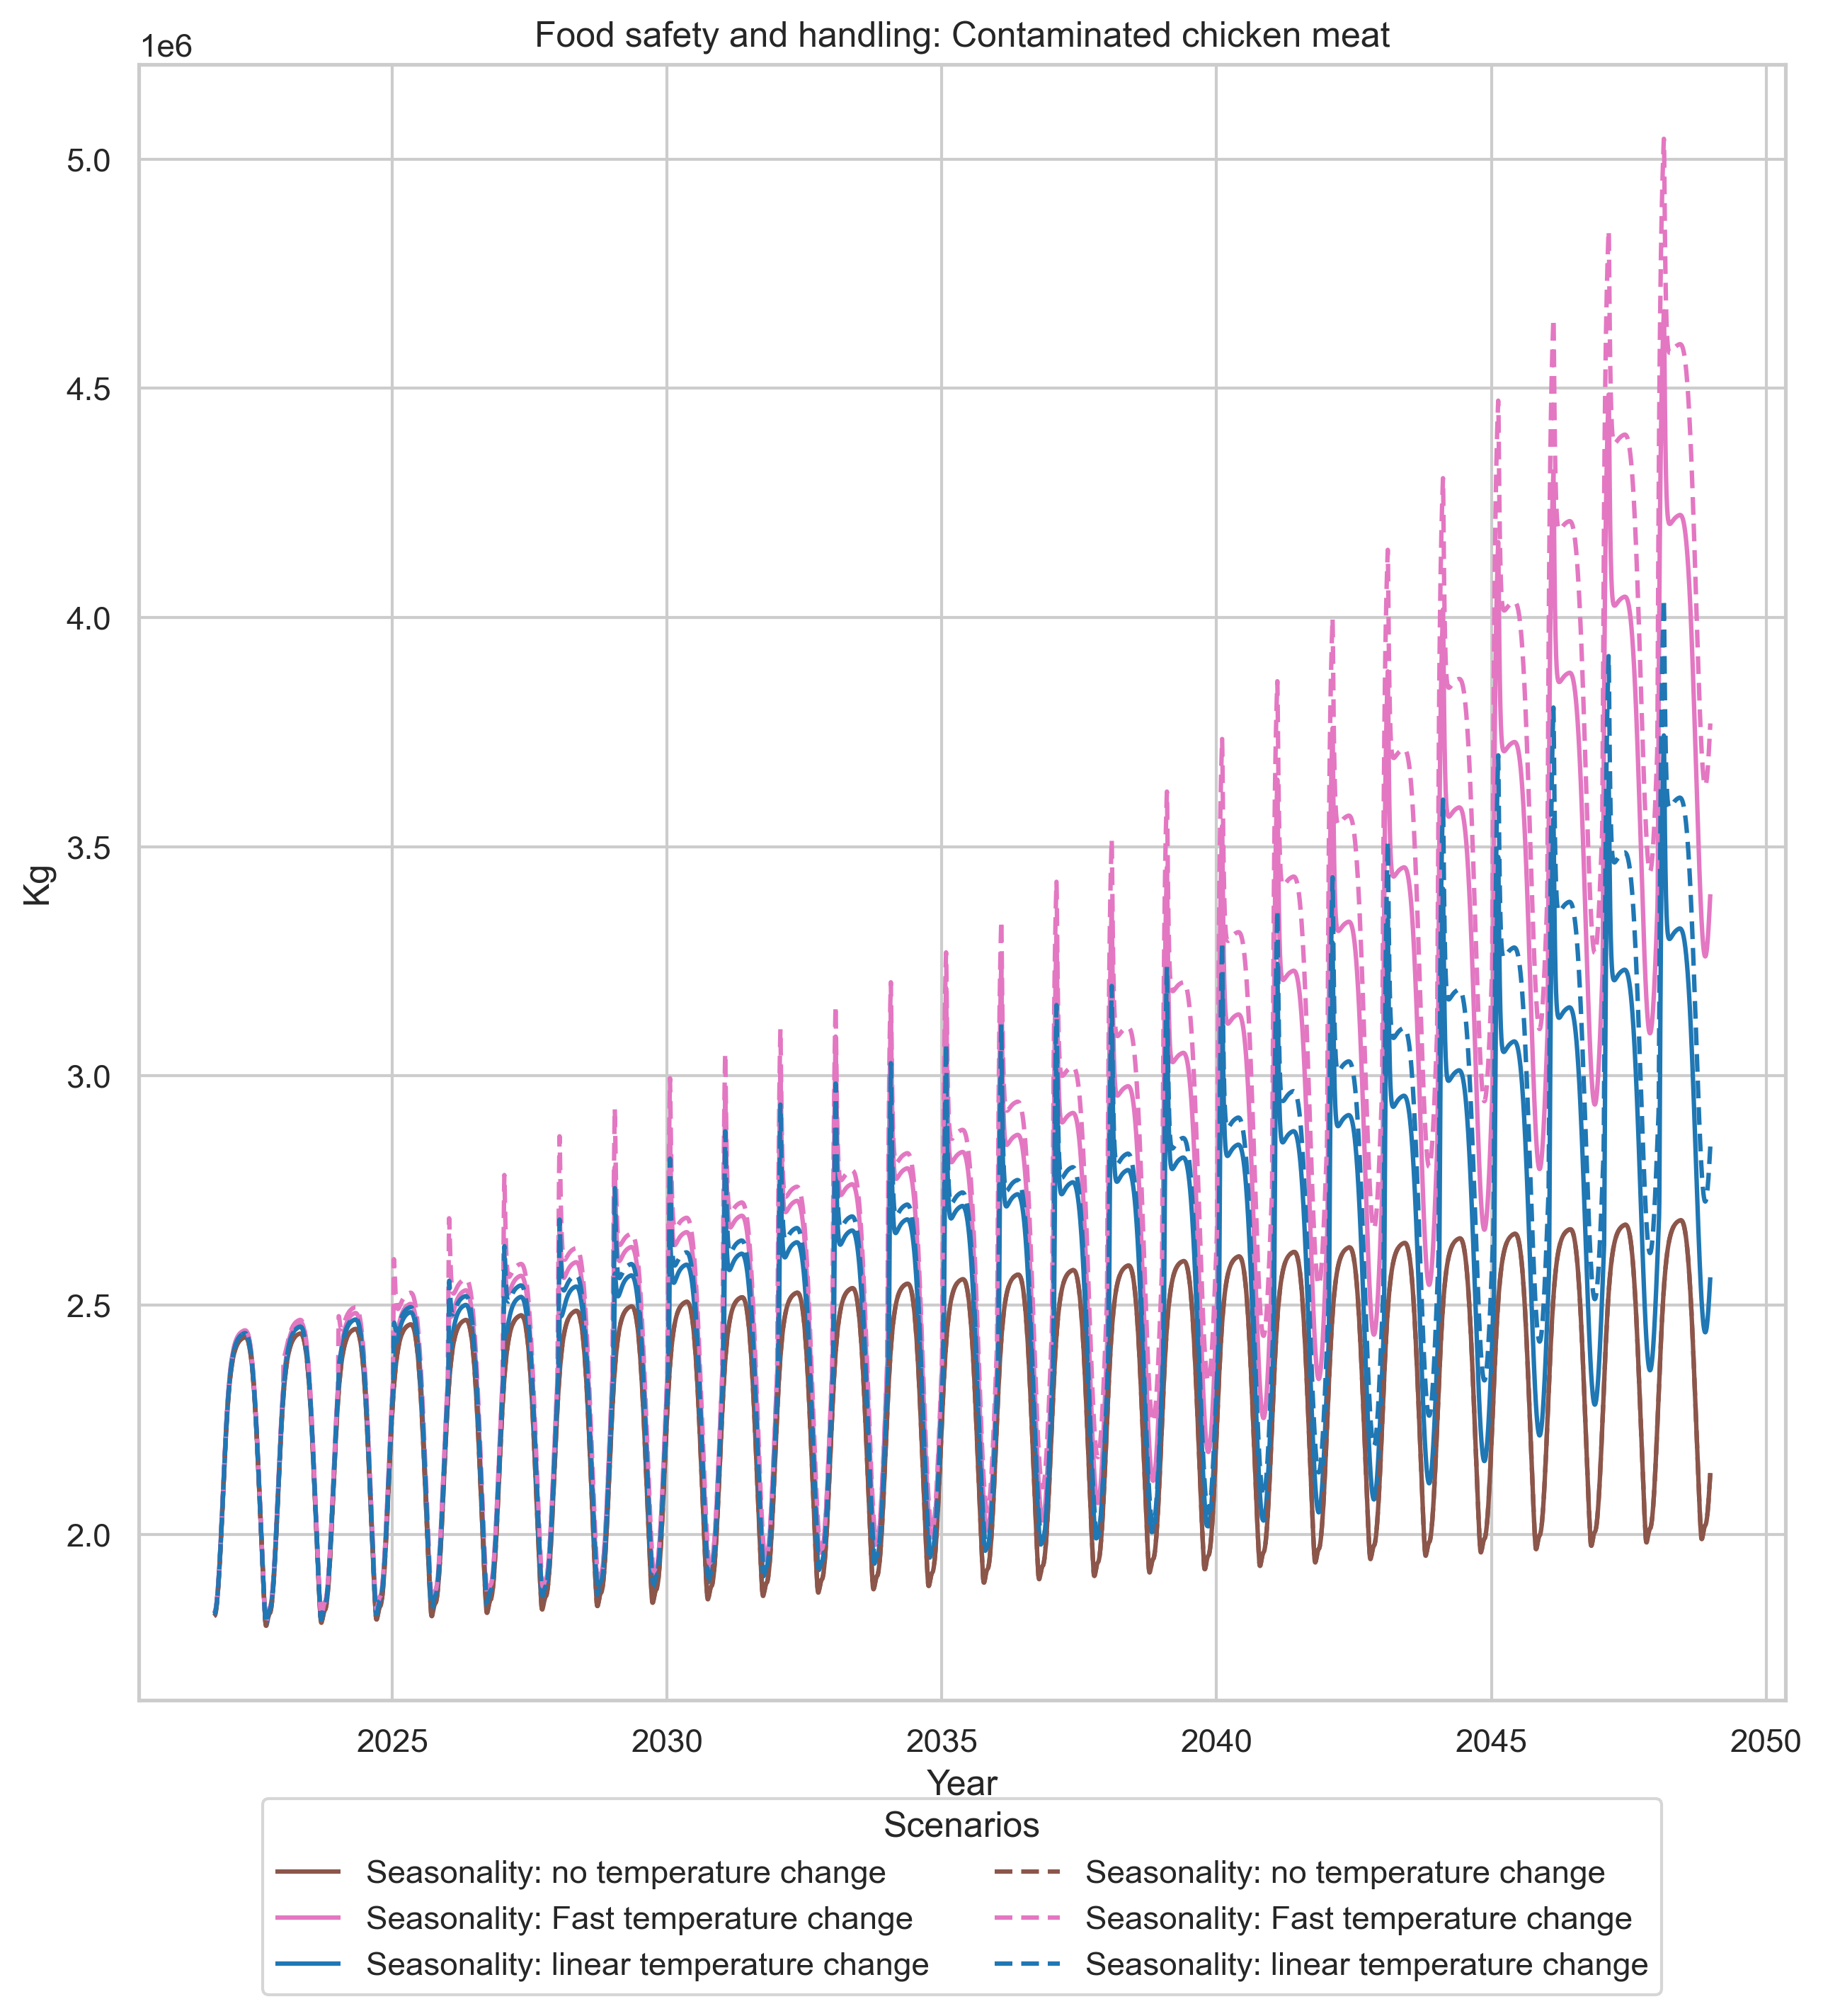 Food safety and handling: Contaminated chicken meat
1e6
5.0
4.5
4.0
3.5
3.0
2.5
2.0
Kg
2025 2030 2035 2040 2045 2050
Year
Scenarios
Seasonality: no temperature change Seasonality: no temperature change
Seasonality: Fast temperature change Seasonality: Fast temperature change
Seasonality: linear temperature change Seasonality: linear temperature change